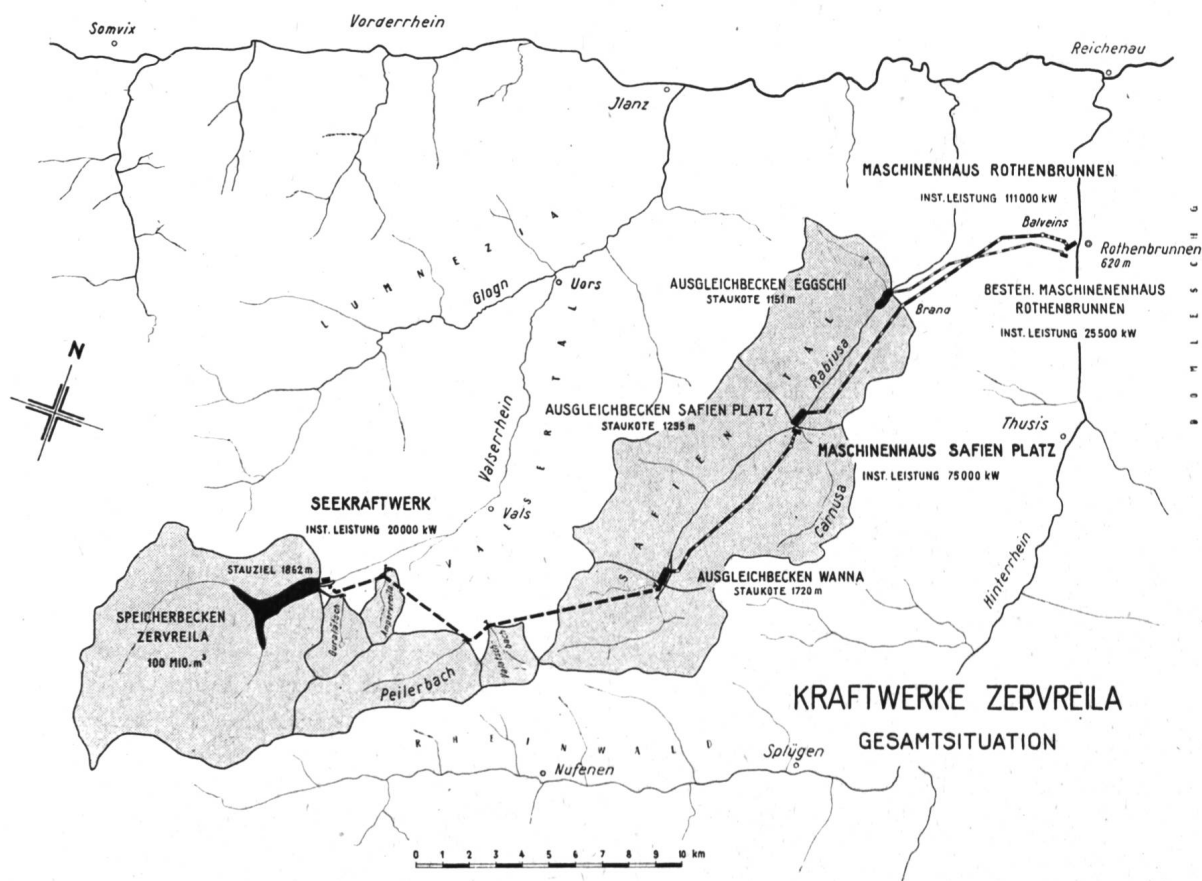 Somvix
Vorderrhein
Reichenau
Jlanz
MASCHINENHAUS ROTHENBRUNNEN
INST. LEISTUNG 111000 kW
Balveins
Rothenbrunnen
620 m
LUMNEZIA
Glogn
Uors
AUSGLEICHBECKEN EGGSCHI
STAUKOTE 1151 m
BESTEH. MASCHINENENHAUS
ROTHENBRUNNEN
INST. LEISTUNG 25500 kW
DOMLESCHG
N
Rabiusa
AUSGLEICHBECKEN SAFIEN PLATZ
STAUKOTE 1295 m
Thusis
MASCHINENHAUS SAFIEN PLATZ
INST. LEISTUNG 75000 kW
SAFIENTAL
Valserrhein
VALSERTAL
Vals
Cärnusa
SEEKRAFTWERK
INST. LEISTUNG 20000 kW
STAUZIEL 1862 m
AUSGLEICHBECKEN WANNA
STAUKOTE 1720 m
Hinterrhein
SPEICHERBECKEN
ZERVREILA
100 MIO. m³
Peilerbach
KRAFTWERKE ZERVREILA
GESAMTSITUATION
RHEINWALD
Splügen
Nufenen
0 1 2 3 4 5 6 7 8 9 10 km